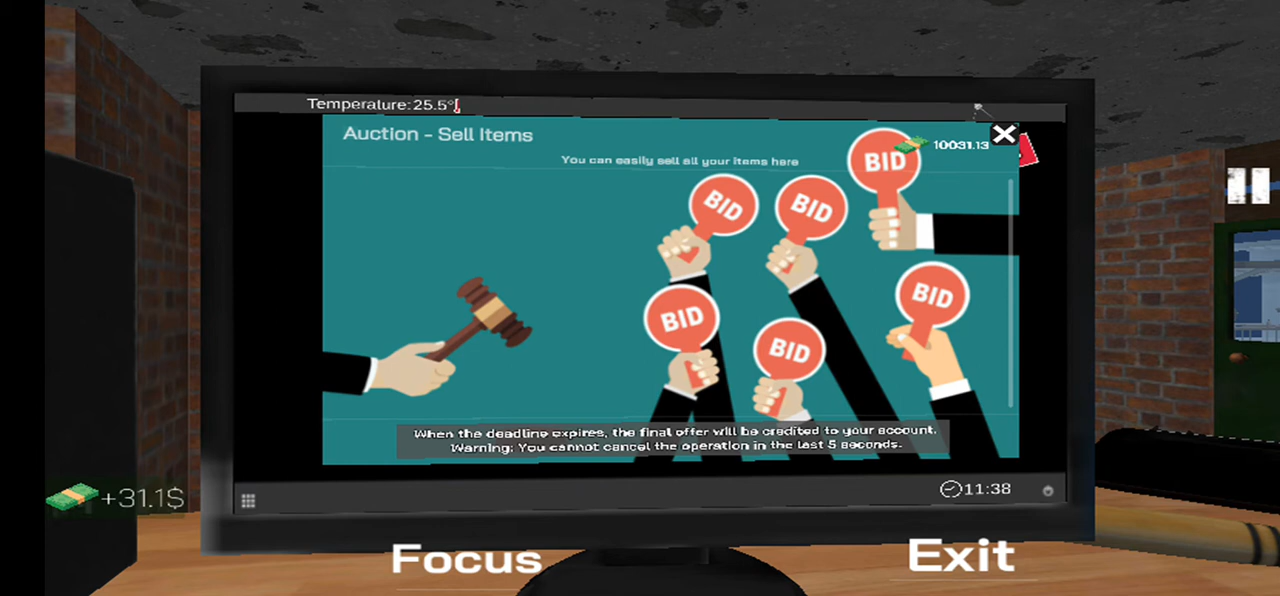 Temperature: 25.5°
Auction - Sell Items
10031.13
You can easily sell all your items here
BID
BID
BID
BID
BID
BID
When the deadline expires, the final offer will be credited to your account.
Warning: You cannot cancel the operation in the last 5 seconds.
11:38
+31.1$
Focus
Exit